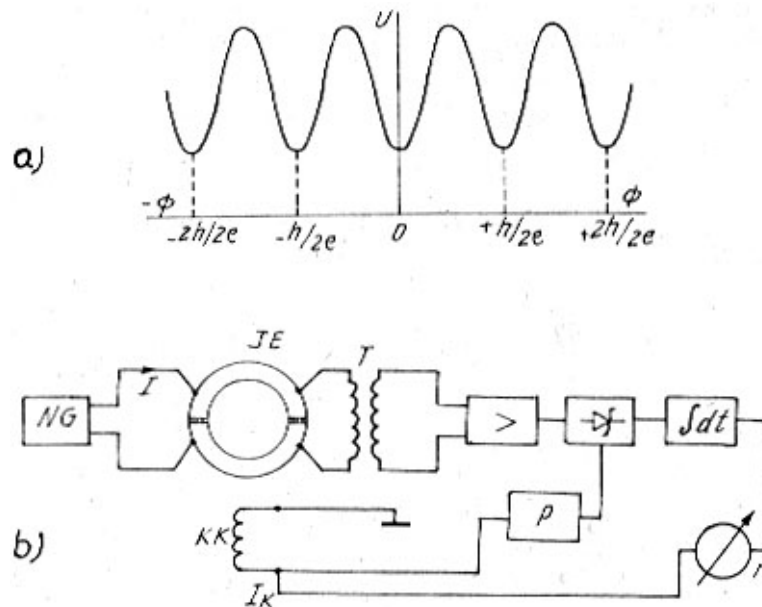 U
a)
-Φ Φ
-2h/2e -h/2e 0 +h/2e +2h/2e
JE T
NG I > ∫dt
P
KK
b)
IK